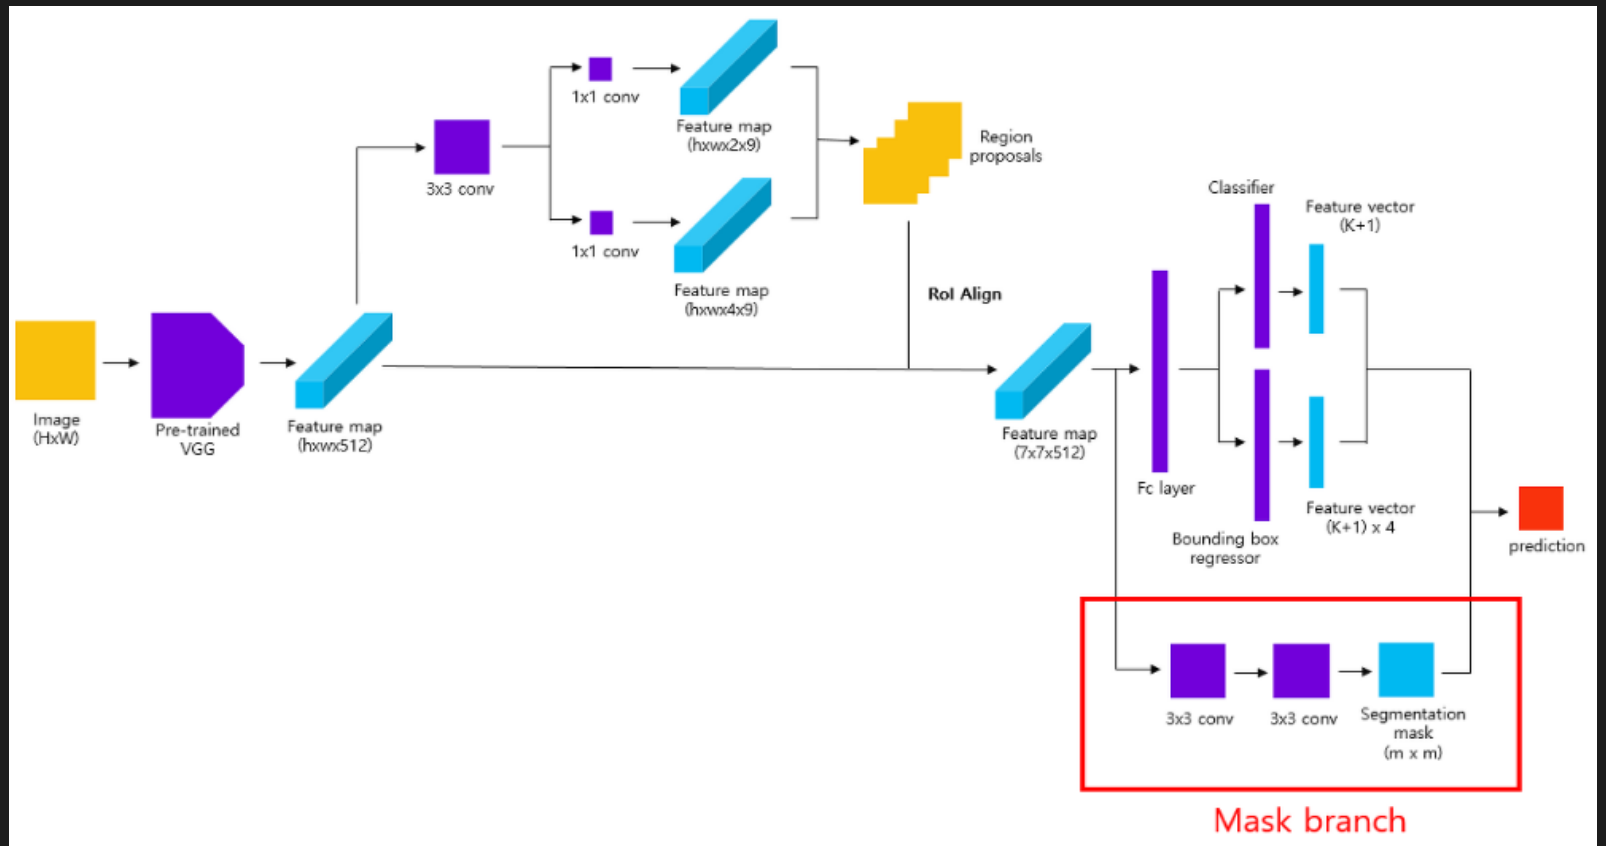 1x1 conv
Feature map
(hxwx2x9)
Region
proposals
3x3 conv
1x1 conv
Feature map
(hxwx4x9)
RoI Align
Classifier
Feature vector
(K+1)
Image
(HxW)
Pre-trained
VGG
Feature map
(hxwx512)
Feature map
(7x7x512)
Fc layer
Bounding box
regressor
Feature vector
(K+1) x 4
prediction
3x3 conv
3x3 conv
Segmentation
mask
(m x m)
Mask branch